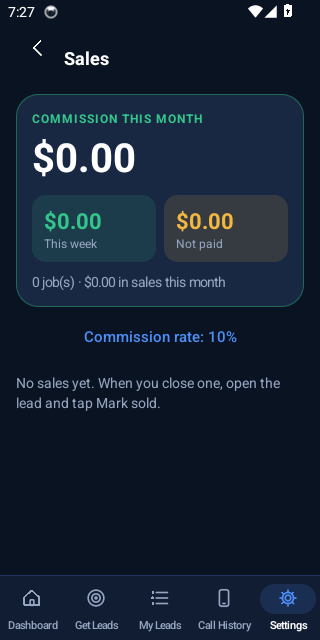 7:27
Sales
COMMISSION THIS MONTH
$0.00
$0.00
This week
$0.00
Not paid
0 job(s) · $0.00 in sales this month
Commission rate: 10%
No sales yet. When you close one, open the
lead and tap Mark sold.
Dashboard
Get Leads
My Leads
Call History
Settings